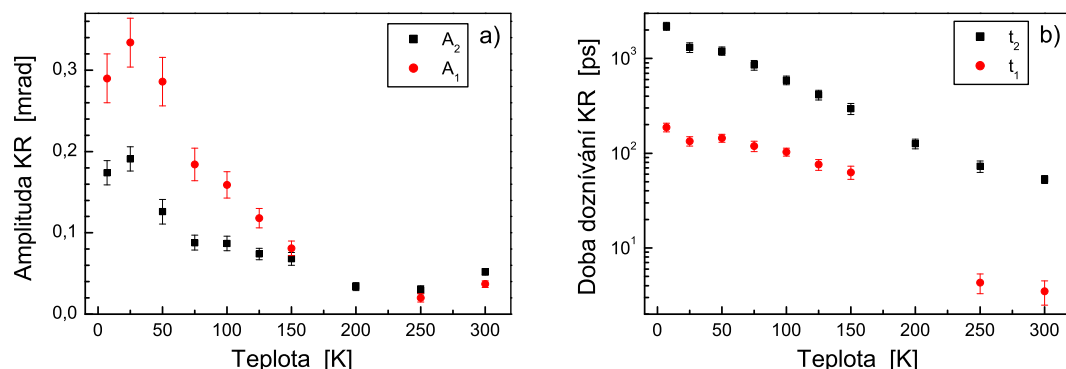 a)
A₂
A₁
Amplituda KR [mrad]
0,3
0,2
0,1
0,0
0 50 100 150 200 250 300
Teplota [K]
b)
t₂
t₁
Doba doznívání KR [ps]
10³
10²
10¹
0 50 100 150 200 250 300
Teplota [K]